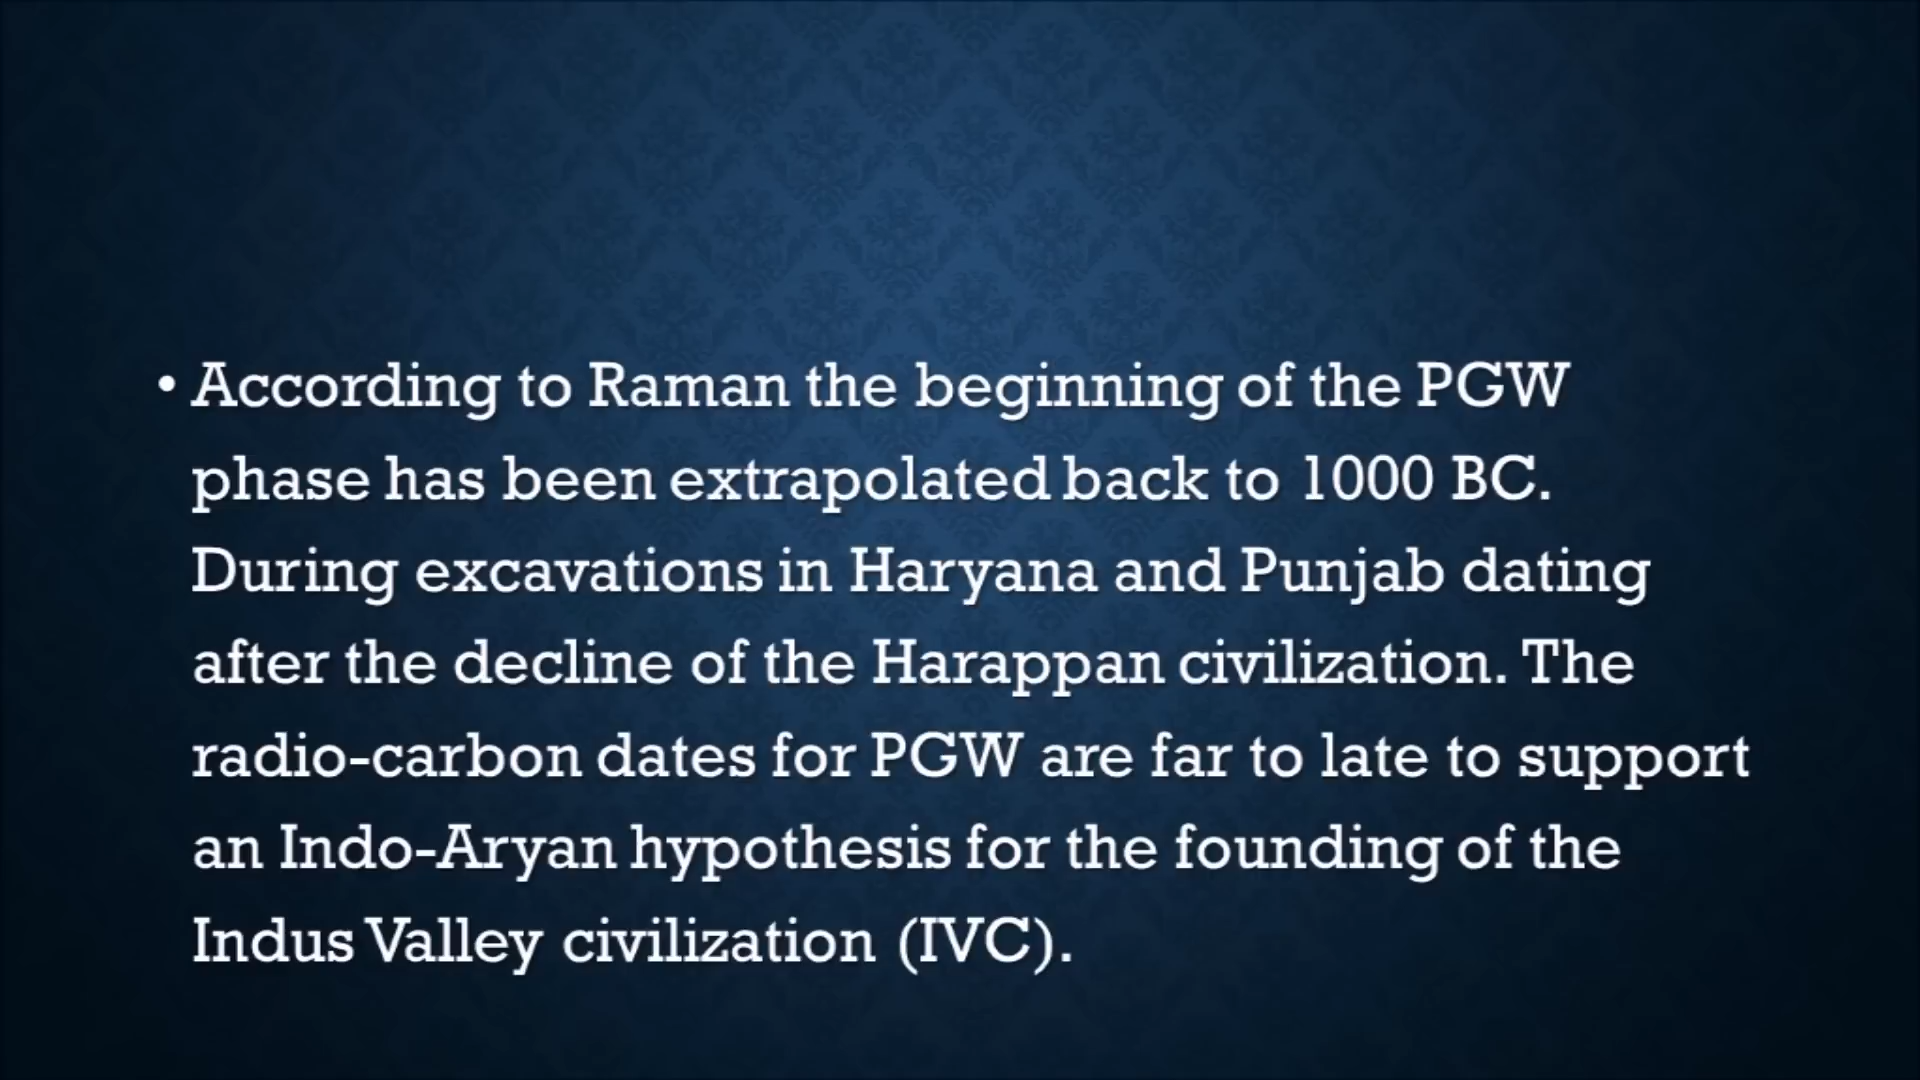 • According to Raman the beginning of the PGW
phase has been extrapolated back to 1000 BC.
During excavations in Haryana and Punjab dating
after the decline of the Harappan civilization. The
radio-carbon dates for PGW are far to late to support
an Indo-Aryan hypothesis for the founding of the
Indus Valley civilization (IVC).